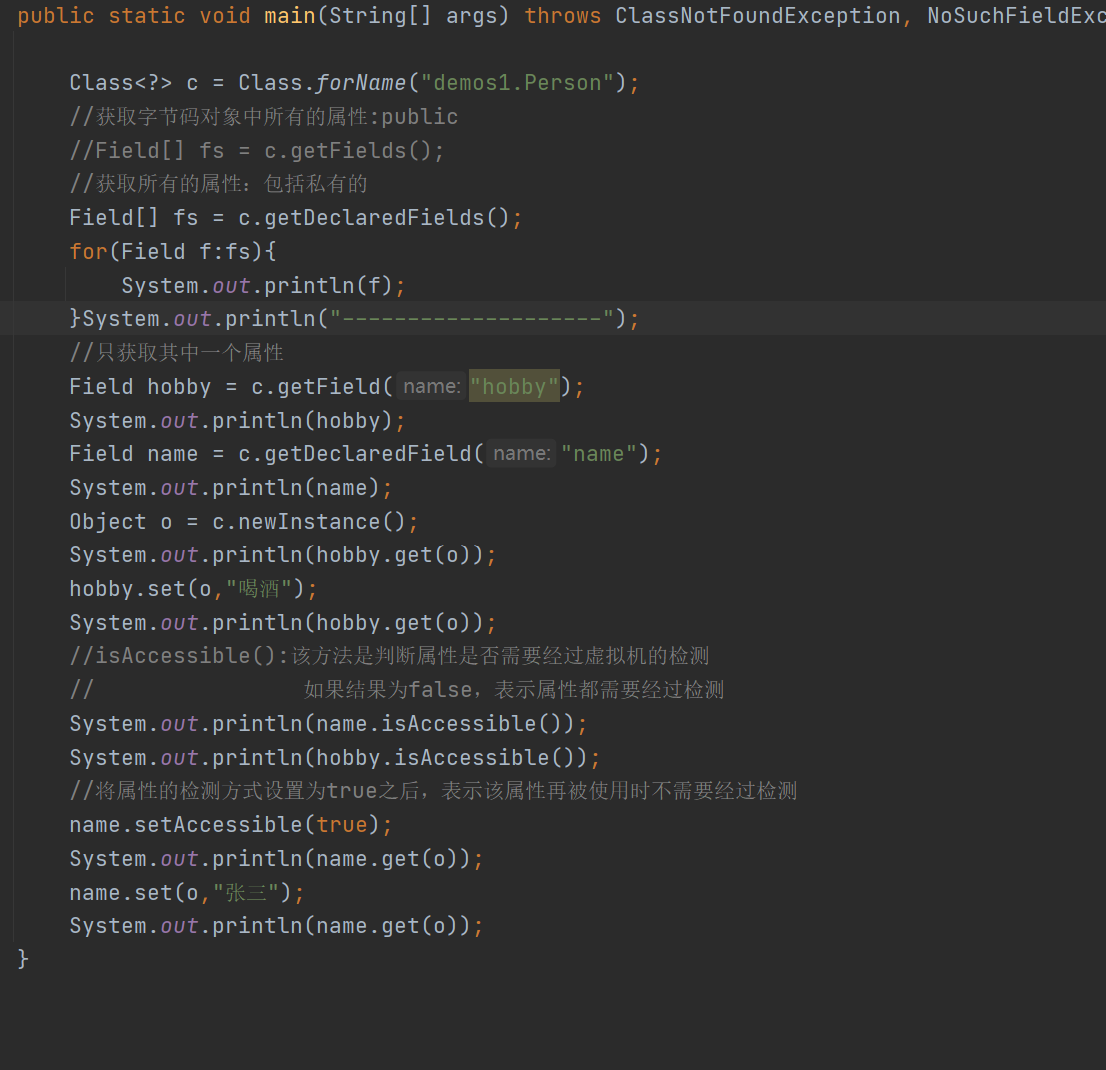 public static void main(String[] args) throws ClassNotFoundException, NoSuchFieldExc
Class<?> c = Class.forName("demos1.Person");
//获取字节码对象中所有的属性:public
//Field[] fs = c.getFields();
//获取所有的属性：包括私有的
Field[] fs = c.getDeclaredFields();
for(Field f:fs){
System.out.println(f);
}System.out.println("--------------------");
//只获取其中一个属性
Field hobby = c.getField( name: "hobby");
System.out.println(hobby);
Field name = c.getDeclaredField( name: "name");
System.out.println(name);
Object o = c.newInstance();
System.out.println(hobby.get(o));
hobby.set(o,"喝酒");
System.out.println(hobby.get(o));
//isAccessible():该方法是判断属性是否需要经过虚拟机的检测
// 如果结果为false，表示属性都需要经过检测
System.out.println(name.isAccessible());
System.out.println(hobby.isAccessible());
//将属性的检测方式设置为true之后，表示该属性再被使用时不需要经过检测
name.setAccessible(true);
System.out.println(name.get(o));
name.set(o,"张三");
System.out.println(name.get(o));
}